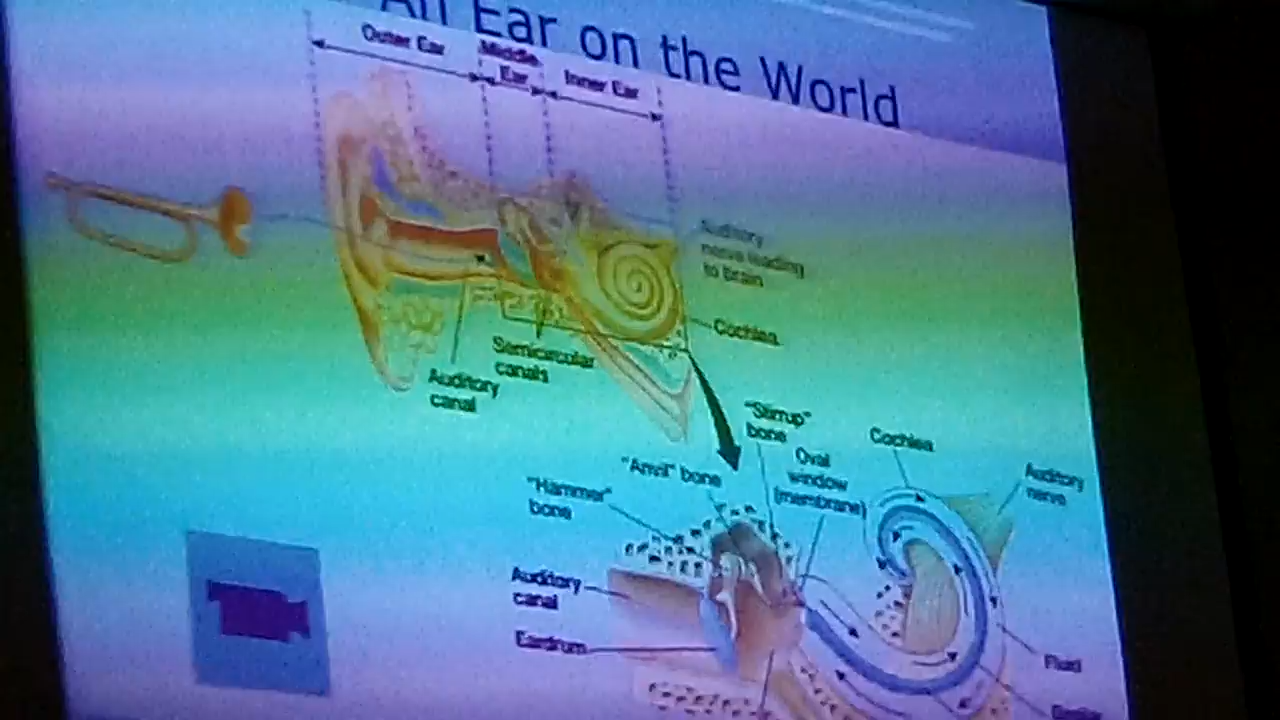 An Ear on the World
Outer Ear
Middle
Ear
Inner Ear
Auditory
nerve leading
to Brain
Cochlea
Semicircular
canals
Auditory
canal
"Stirrup"
bone
Cochlea
Oval
window
(membrane)
Auditory
nerve
"Anvil" bone
"Hammer"
bone
Auditory
canal
Eardrum
Fluid